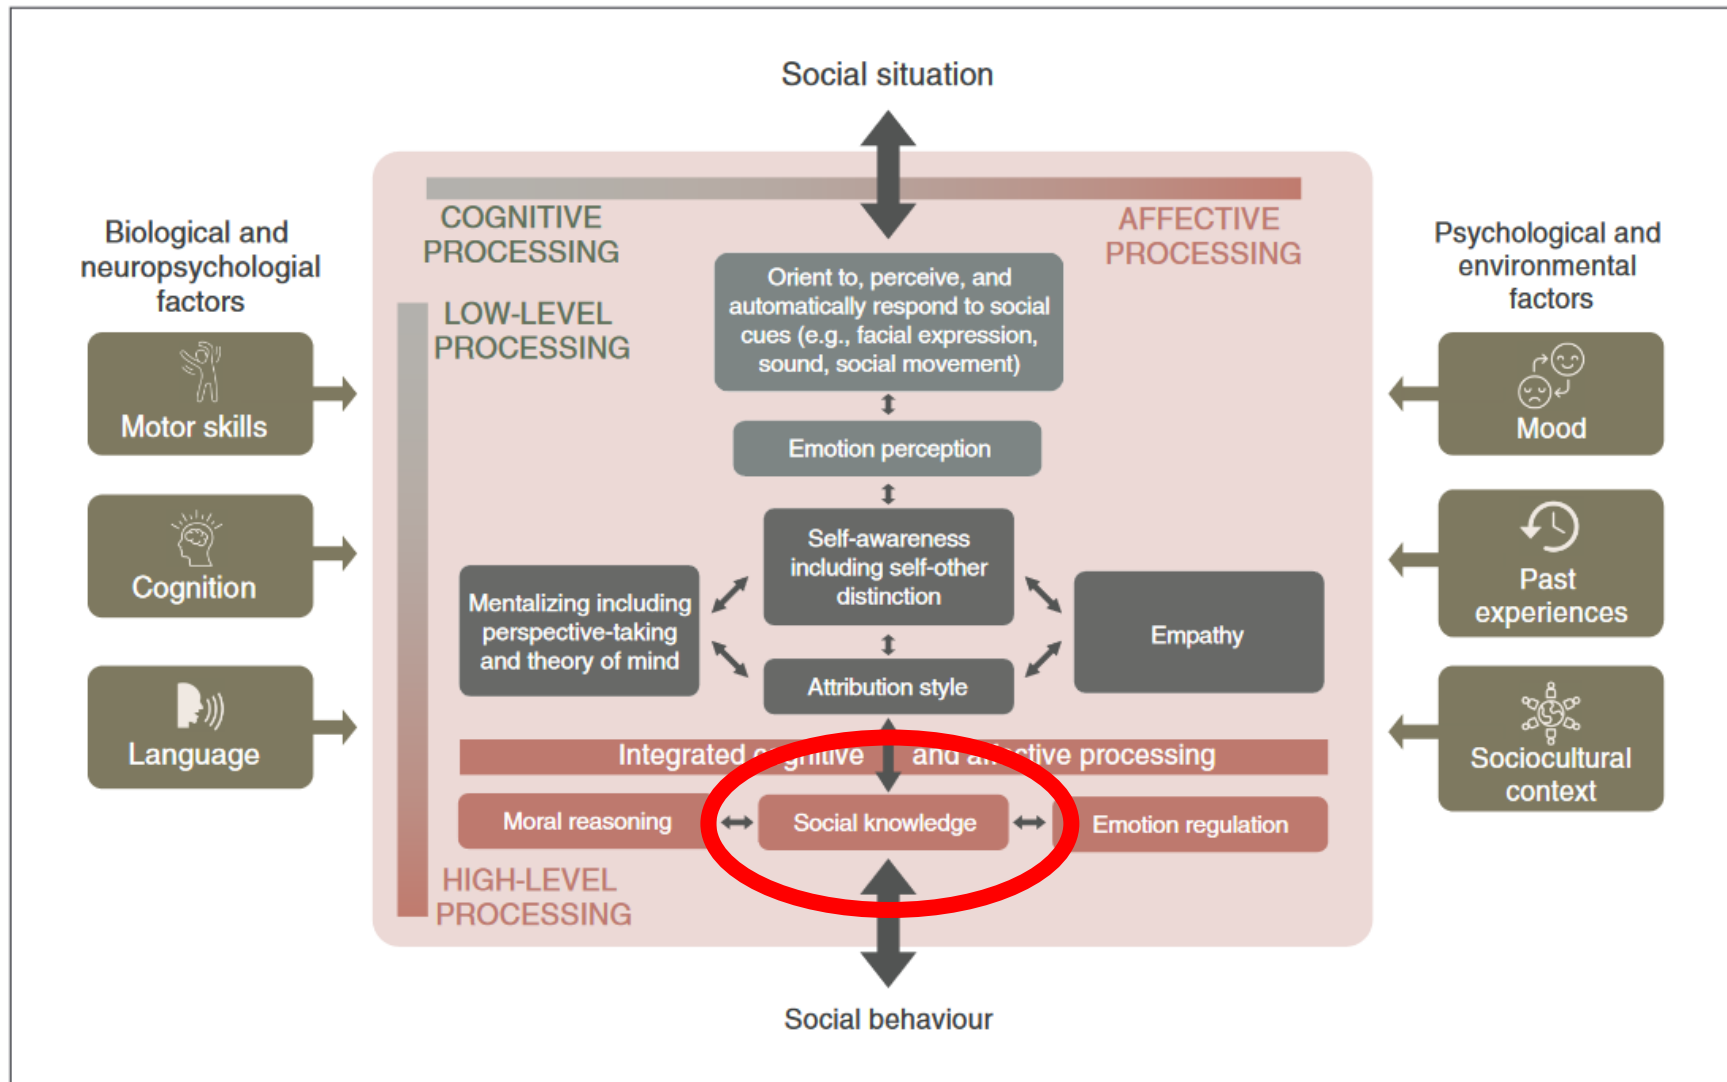 Social situation
COGNITIVE
PROCESSING
AFFECTIVE
PROCESSING
Biological and
neuropsychologial
factors
Psychological and
environmental
factors
Orient to, perceive, and
automatically respond to social
cues (e.g., facial expression,
sound, social movement)
LOW-LEVEL
PROCESSING
Motor skills
Mood
Emotion perception
Cognition
Self-awareness
including self-other
distinction
Past
experiences
Mentalizing including
perspective-taking
and theory of mind
Empathy
Attribution style
Language
Sociocultural
context
Integrated cognitive and affective processing
Moral reasoning
Social knowledge
Emotion regulation
HIGH-LEVEL
PROCESSING
Social behaviour